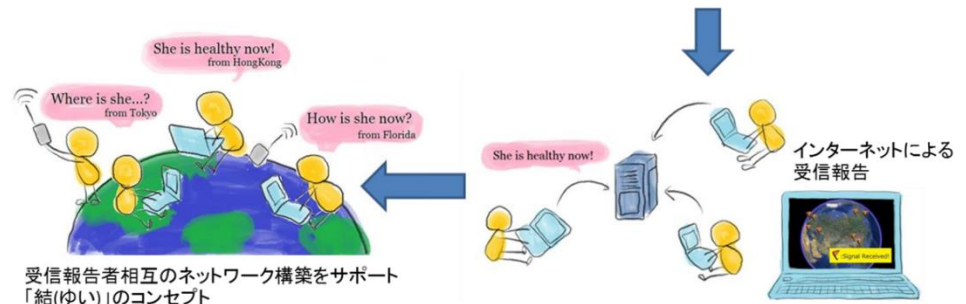 She is healthy now!
from HongKong
Where is she...?
from Tokyo
How is she now?
from Florida
受信報告者相互のネットワーク構築をサポート
「結(ゆい)」のコンセプト
She is healthy now!
インターネットによる
受信報告
:Signal Received!